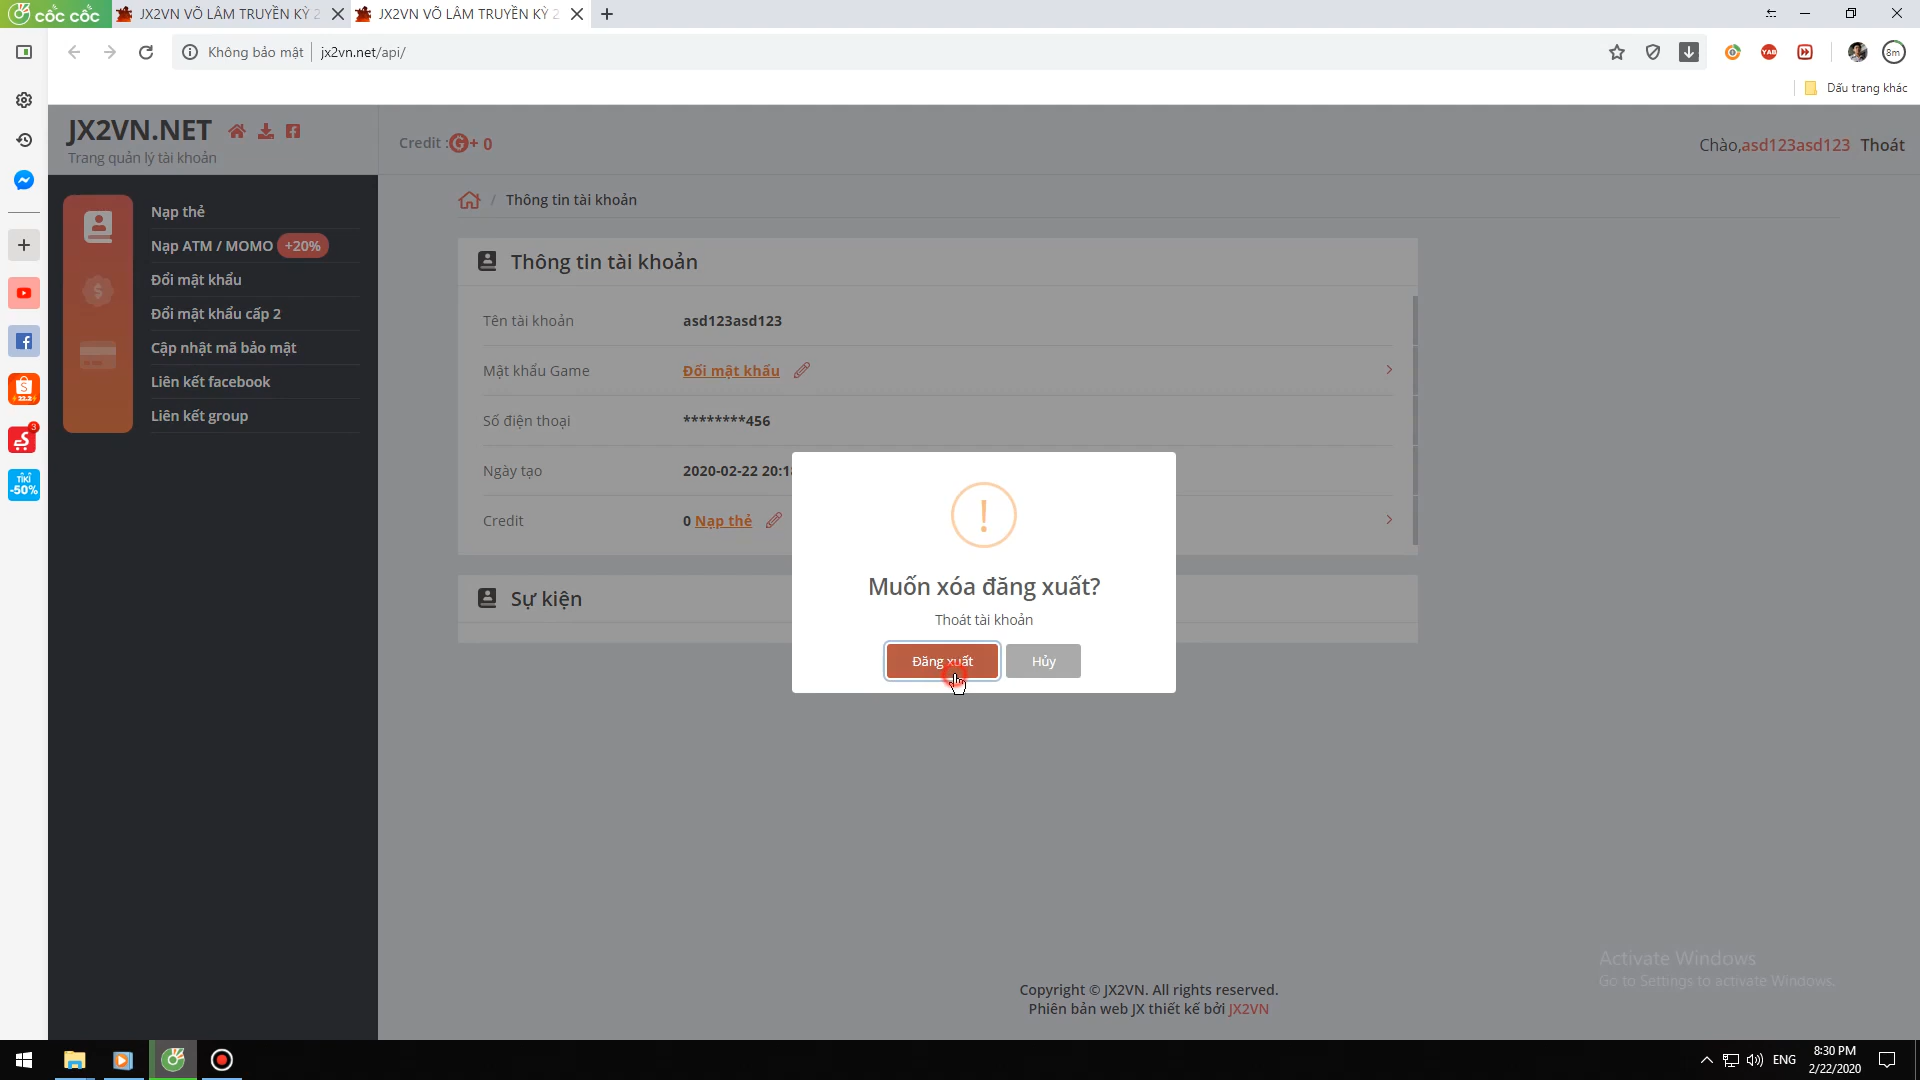 cốc cốc
JX2VN VÕ LÂM TRUYỀN KỲ 2
JX2VN VÕ LÂM TRUYỀN KỲ 2
Không bảo mật
jx2vn.net/api/
8m
Dấu trang khác
JX2VN.NET
Trang quản lý tài khoản
Credit :G+ 0
Chào,asd123asd123 Thoát
Nạp thẻ
Nạp ATM / MOMO +20%
Đổi mật khẩu
Đổi mật khẩu cấp 2
Cập nhật mã bảo mật
Liên kết facebook
Liên kết group
/ Thông tin tài khoản
Thông tin tài khoản
Tên tài khoản asd123asd123
Mật khẩu Game Đổi mật khẩu
Số điện thoại ********456
Ngày tạo 2020-02-22 20:1
Credit 0 Nạp thẻ
Sự kiện
!
Muốn xóa đăng xuất?
Thoát tài khoản
Đăng xuất Hủy
22.2
3
TIKI
-50%
Activate Windows
Go to Settings to activate Windows.
Copyright © JX2VN. All rights reserved.
Phiên bản web JX thiết kế bởi JX2VN
ENG
8:30 PM
2/22/2020